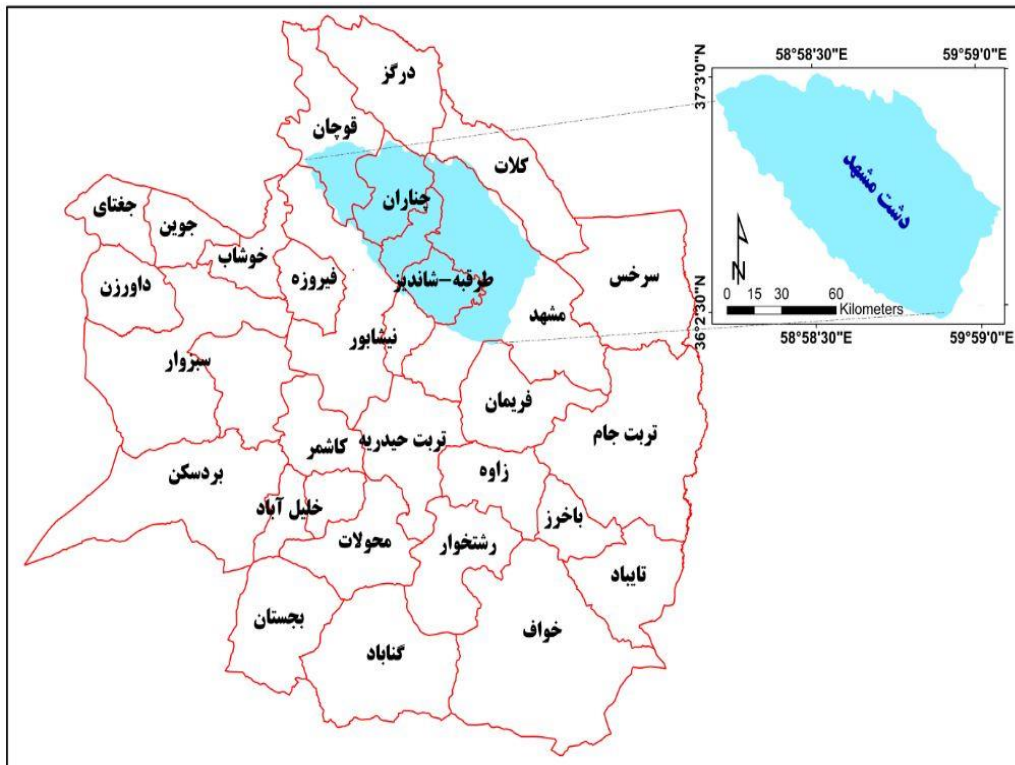 درگز
قوچان
کلات
چناران
جغتای
جوین
خوشاب
داورزن
فیروزه
طرقبه-شاندیز
سرخس
مشهد
نیشابور
سبزوار
فریمان
تربت جام
تربت حیدریه
کاشمر
بردسکن
زاوه
خلیل آباد
باخرز
محولات
رشتخوار
تایباد
بجستان
خواف
گناباد
58°58'30"E
59°59'0"E
37°3'0"N
دشت مشهد
N
0 15 30 60
Kilometers
36°2'30"N
58°58'30"E
59°59'0"E